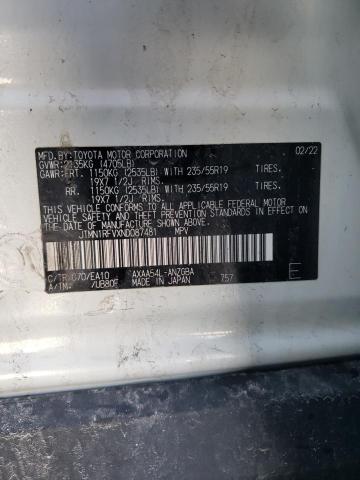 MFD.BY:TOYOTA MOTOR CORPORATION 02/22
GVWR: 2135KG (4705LB)
GAWR:FRT. 1150KG (2535LB) WITH 235/55R19 TIRES,
19X7 1/2J RIMS,
RR. 1150KG (2535LB) WITH 235/55R19 TIRES,
19X7 1/2J RIMS,
THIS VEHICLE CONFORMS TO ALL APPLICABLE
FEDERAL MOTOR VEHICLE SAFETY STANDARDS
IN EFFECT ON THE DATE OF MANUFACTURE
SHOWN ABOVE.
JTMN1RFVXND087481 MPV
C/TR: 070/EA10 AXAA54L-ANZGBA
A/TM: /UB80F MADE IN JAPAN 757 E